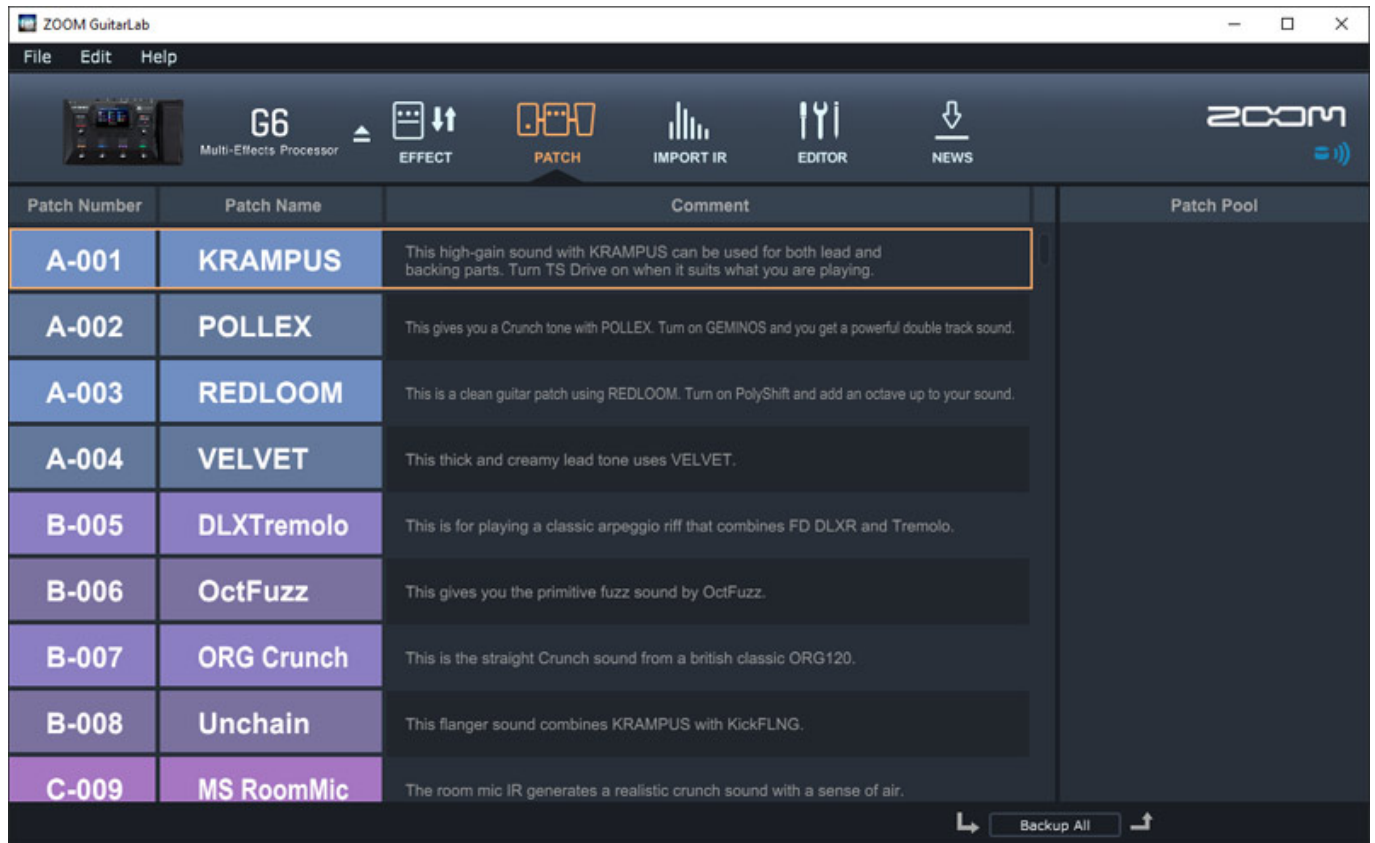 ZOOM GuitarLab
File Edit Help
G6
Multi-Effects Processor
EFFECT
PATCH
IMPORT IR
EDITOR
NEWS
ZOOM
Patch Number Patch Name Comment Patch Pool
A-001 KRAMPUS
This high-gain sound with KRAMPUS can be used for both lead and
backing parts. Turn TS Drive on when it suits what you are playing.
A-002 POLLEX This gives you a Crunch tone with POLLEX. Turn on GEMINOS and you get a powerful double track sound.
A-003 REDLOOM This is a clean guitar patch using REDLOOM. Turn on PolyShift and add an octave up to your sound.
A-004 VELVET This thick and creamy lead tone uses VELVET.
B-005 DLXTremolo This is for playing a classic arpeggio riff that combines FD DLXR and Tremolo.
B-006 OctFuzz This gives you the primitive fuzz sound by OctFuzz.
B-007 ORG Crunch This is the straight Crunch sound from a british classic ORG120.
B-008 Unchain This flanger sound combines KRAMPUS with KickFLNG.
C-009 MS RoomMic The room mic IR generates a realistic crunch sound with a sense of air.
Backup All